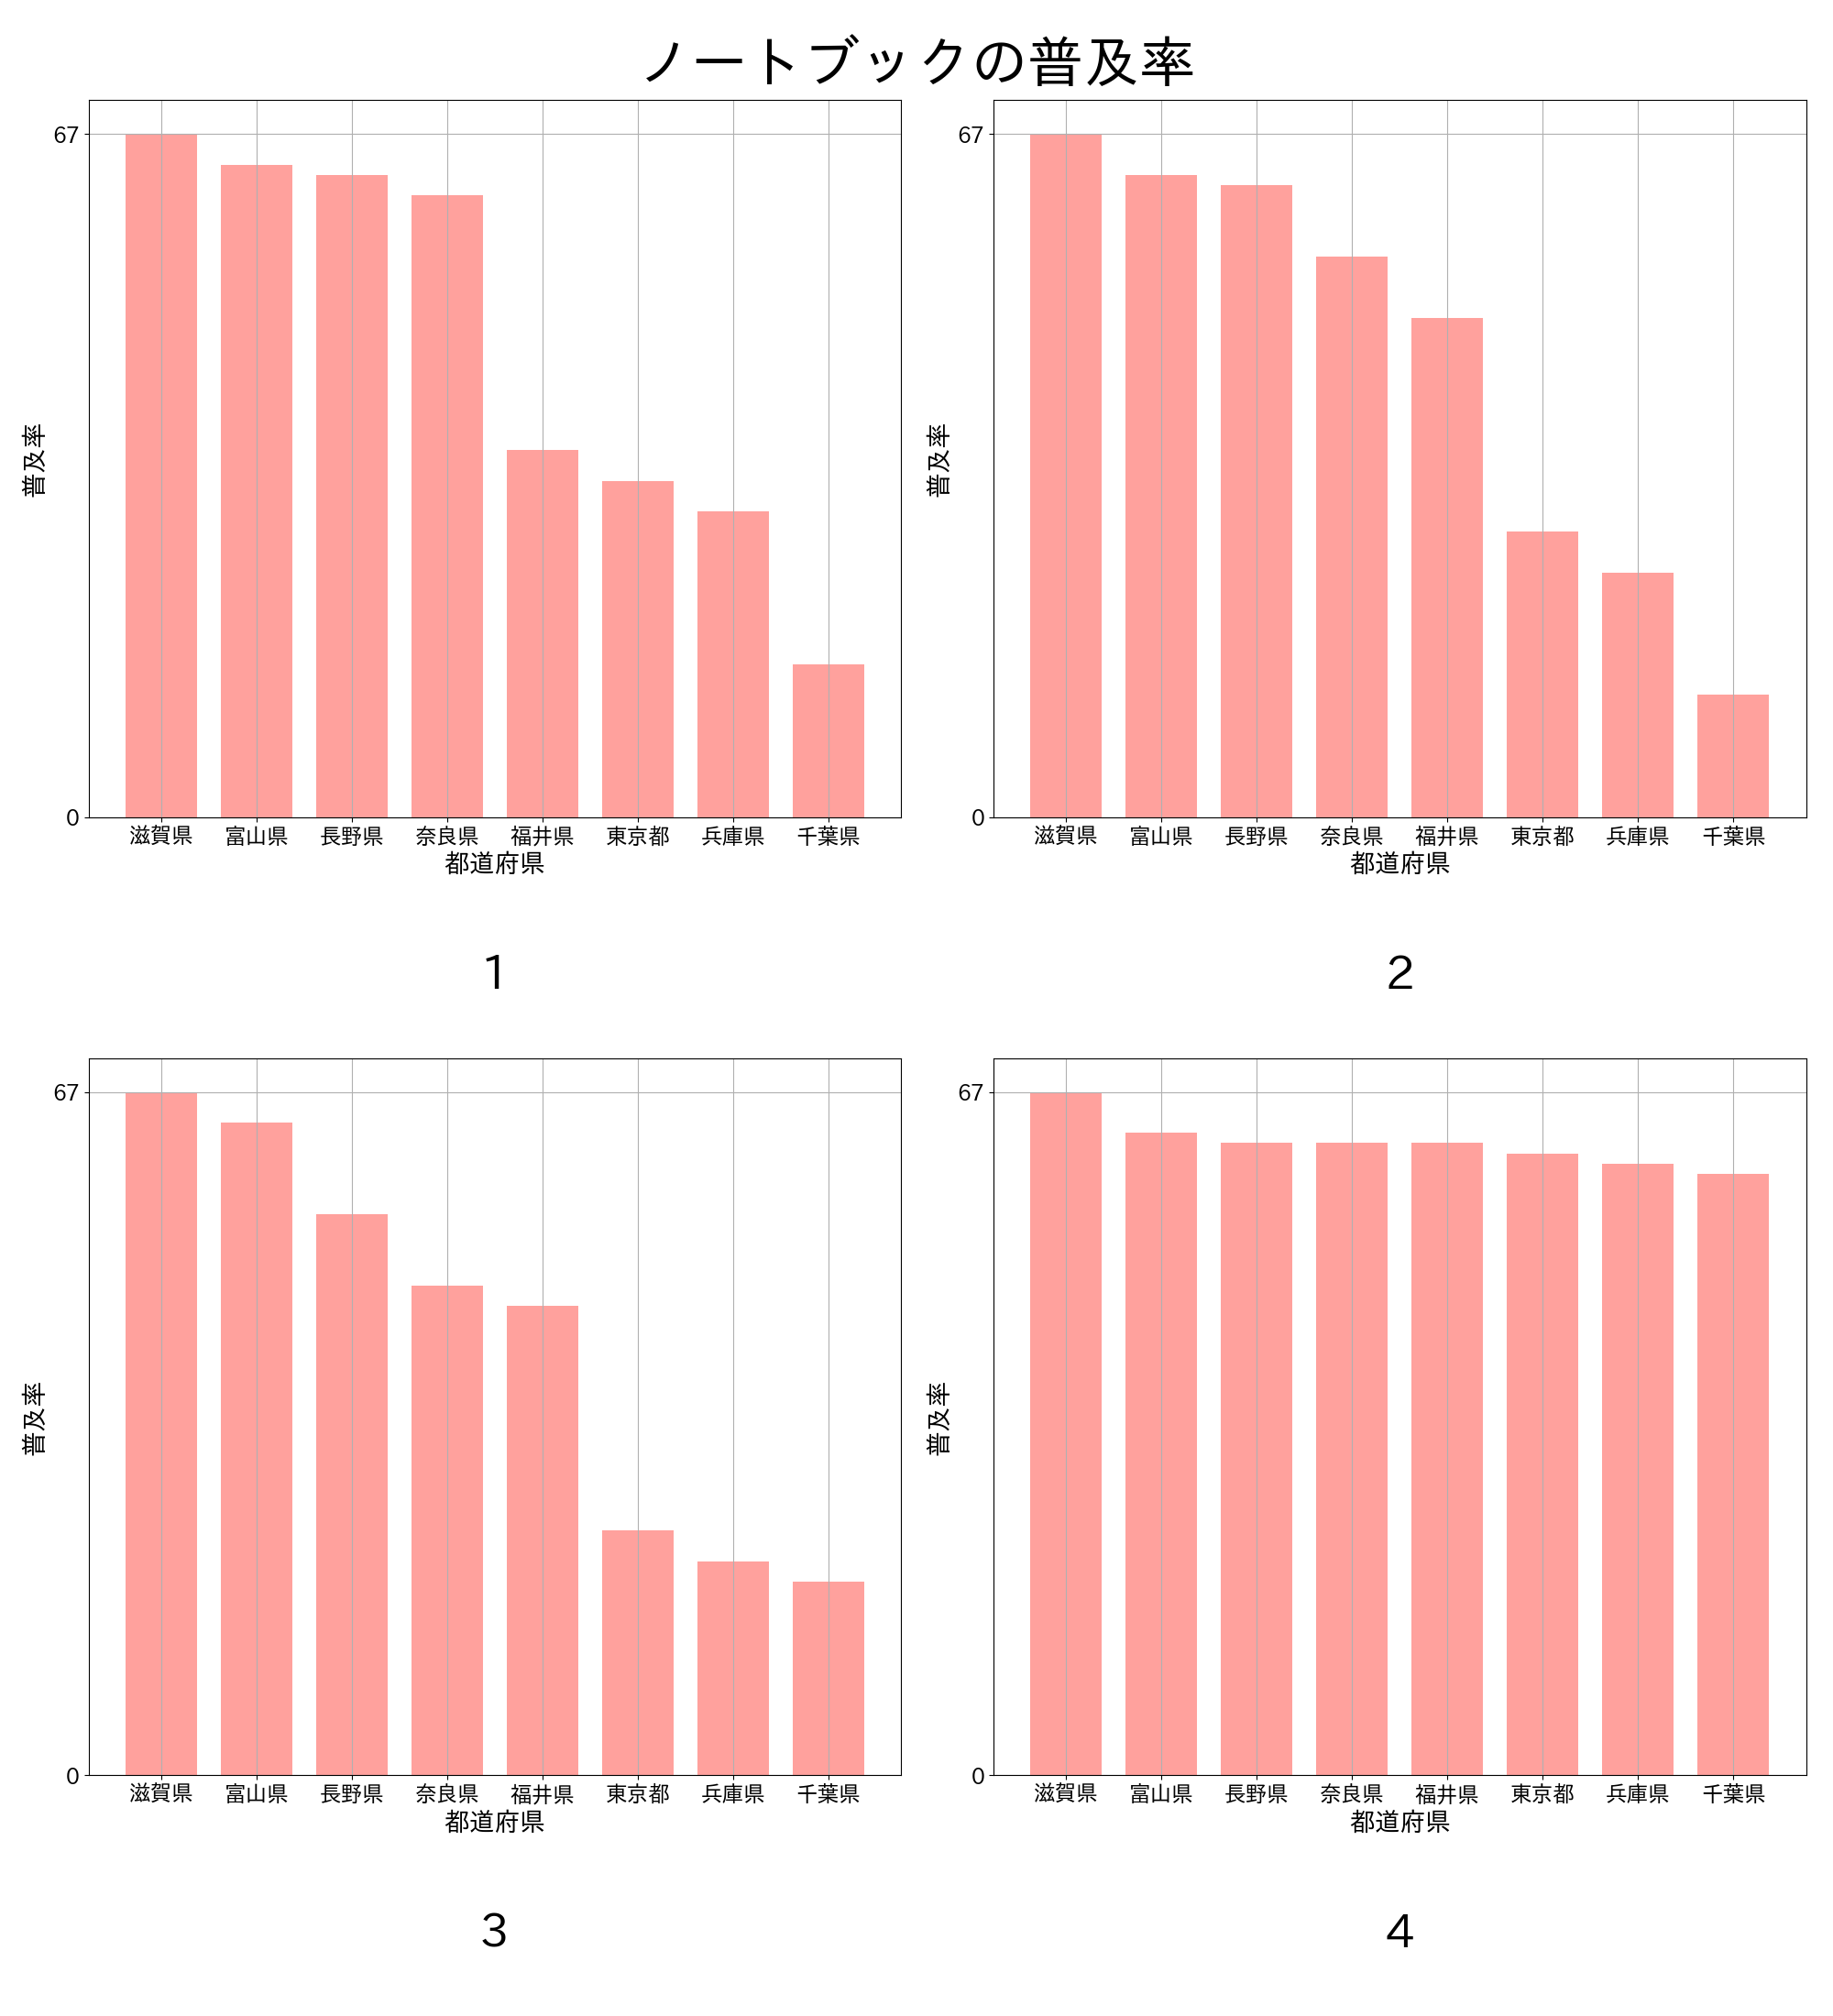 ノートブックの普及率
67
0
普及率
滋賀県 富山県 長野県 奈良県 福井県 東京都 兵庫県 千葉県
都道府県
1
67
0
普及率
滋賀県 富山県 長野県 奈良県 福井県 東京都 兵庫県 千葉県
都道府県
2
67
0
普及率
滋賀県 富山県 長野県 奈良県 福井県 東京都 兵庫県 千葉県
都道府県
3
67
0
普及率
滋賀県 富山県 長野県 奈良県 福井県 東京都 兵庫県 千葉県
都道府県
4